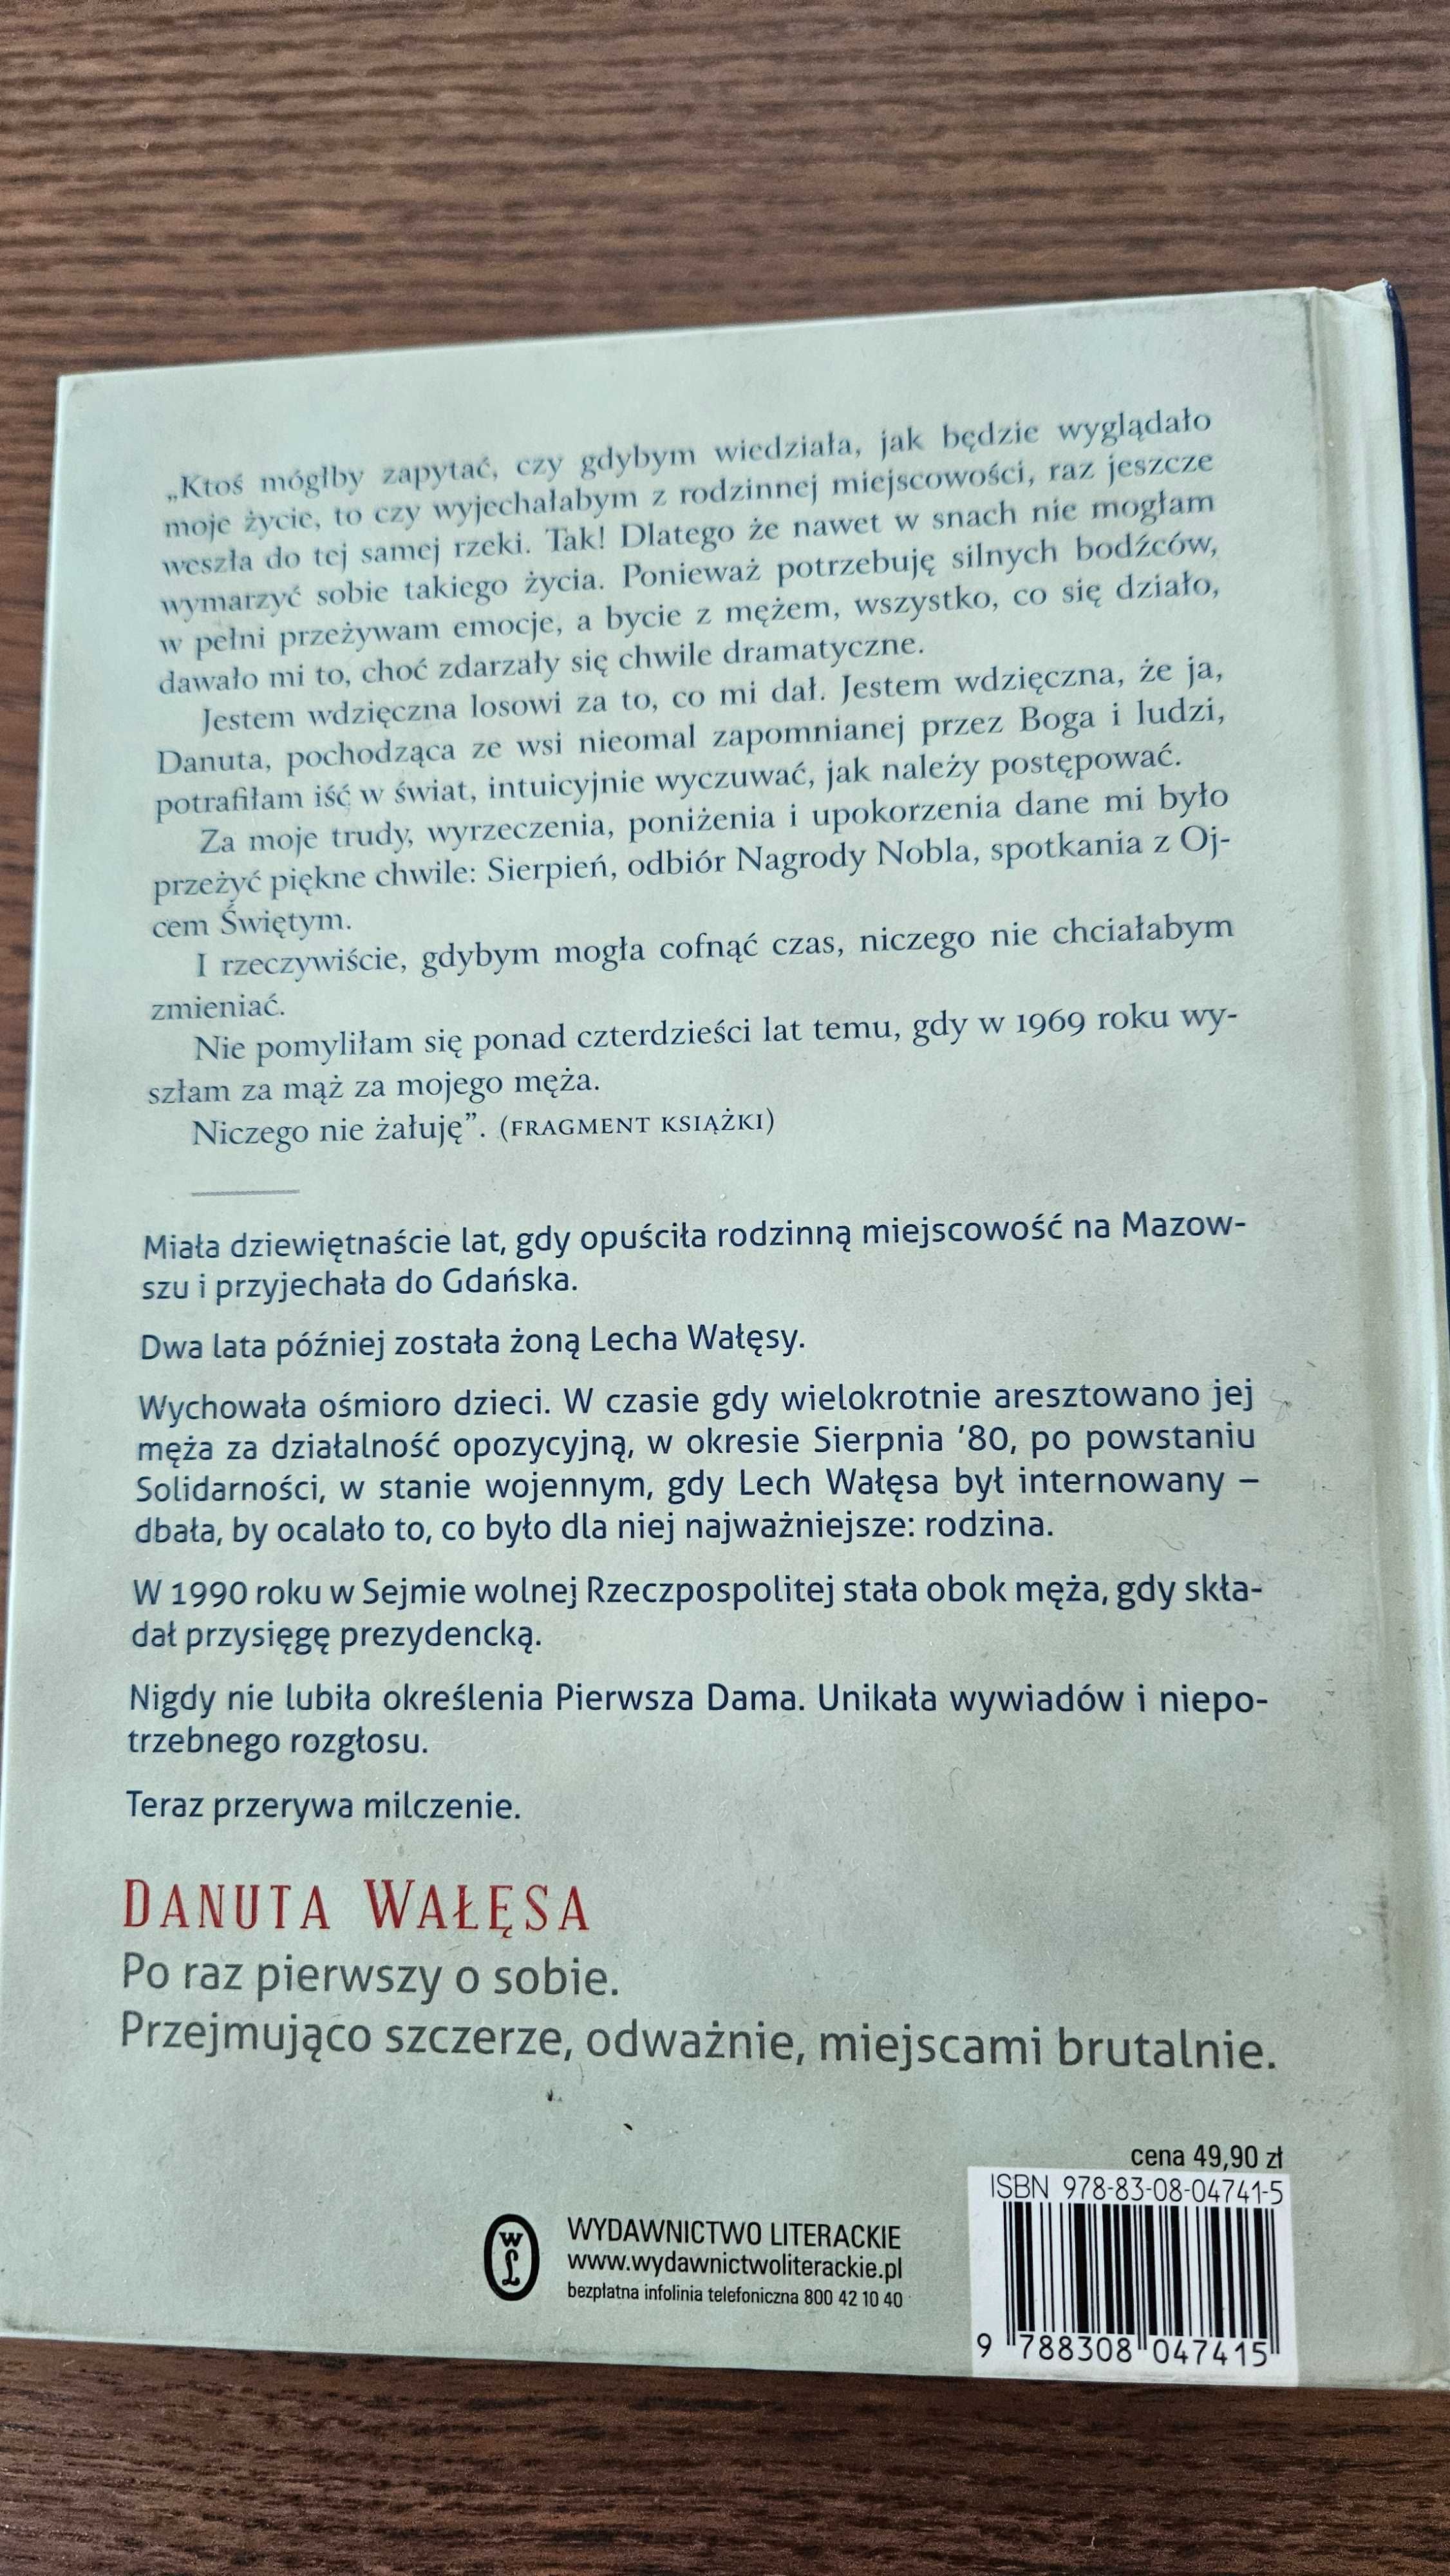 „Ktoś mógłby zapytać, czy gdybym wiedziała, jak będzie wyglądało
moje życie, to czy wyjechałabym z rodzinnej miejscowości, raz jeszcze
weszła do tej samej rzeki. Tak! Dlatego że nawet w snach nie mogłam
wymarzyć sobie takiego życia. Ponieważ potrzebuję silnych bodźców,
w pełni przeżywam emocje, a bycie z mężem, wszystko, co się działo,
dawało mi to, choć zdarzały się chwile dramatyczne.
Jestem wdzięczna losowi za to, co mi dał. Jestem wdzięczna, że ja,
Danuta, pochodząca ze wsi nieomal zapomnianej przez Boga i ludzi,
potrafiłam iść w świat, intuicyjnie wyczuwać, jak należy postępować.
Za moje trudy, wyrzeczenia, poniżenia i upokorzenia dane mi było
przeżyć piękne chwile: Sierpień, odbiór Nagrody Nobla, spotkania z Oj-
cem Świętym.
I rzeczywiście, gdybym mogła cofnąć czas, niczego nie chciałabym
zmieniać.
Nie pomyliłam się ponad czterdzieści lat temu, gdy w 1969 roku wy-
szłam za mąż za mojego męża.
Niczego nie żałuję”. (FRAGMENT KSIĄŻKI)
Miała dziewiętnaście lat, gdy opuściła rodzinną miejscowość na Mazow-
szu i przyjechała do Gdańska.
Dwa lata później została żoną Lecha Wałęsy.
Wychowała ośmioro dzieci. W czasie gdy wielokrotnie aresztowano jej
męża za działalność opozycyjną, w okresie Sierpnia ’80, po powstaniu
Solidarności, w stanie wojennym, gdy Lech Wałęsa był internowany –
dbała, by ocalało to, co było dla niej najważniejsze: rodzina.
W 1990 roku w Sejmie wolnej Rzeczpospolitej stała obok męża, gdy skła-
dał przysięgę prezydencką.
Nigdy nie lubiła określenia Pierwsza Dama. Unikała wywiadów i niepo-
trzebnego rozgłosu.
Teraz przerywa milczenie.
DANUTA WAŁĘSA
Po raz pierwszy o sobie.
Przejmująco szczerze, odważnie, miejscami brutalnie.
cena 49,90 zł
ISBN 978-83-08-04741-5
WYDAWNICTWO LITERACKIE
www.wydawnictwoliterackie.pl
bezpłatna infolinia telefoniczna 800 42 10 40
WL
9 788308 047415